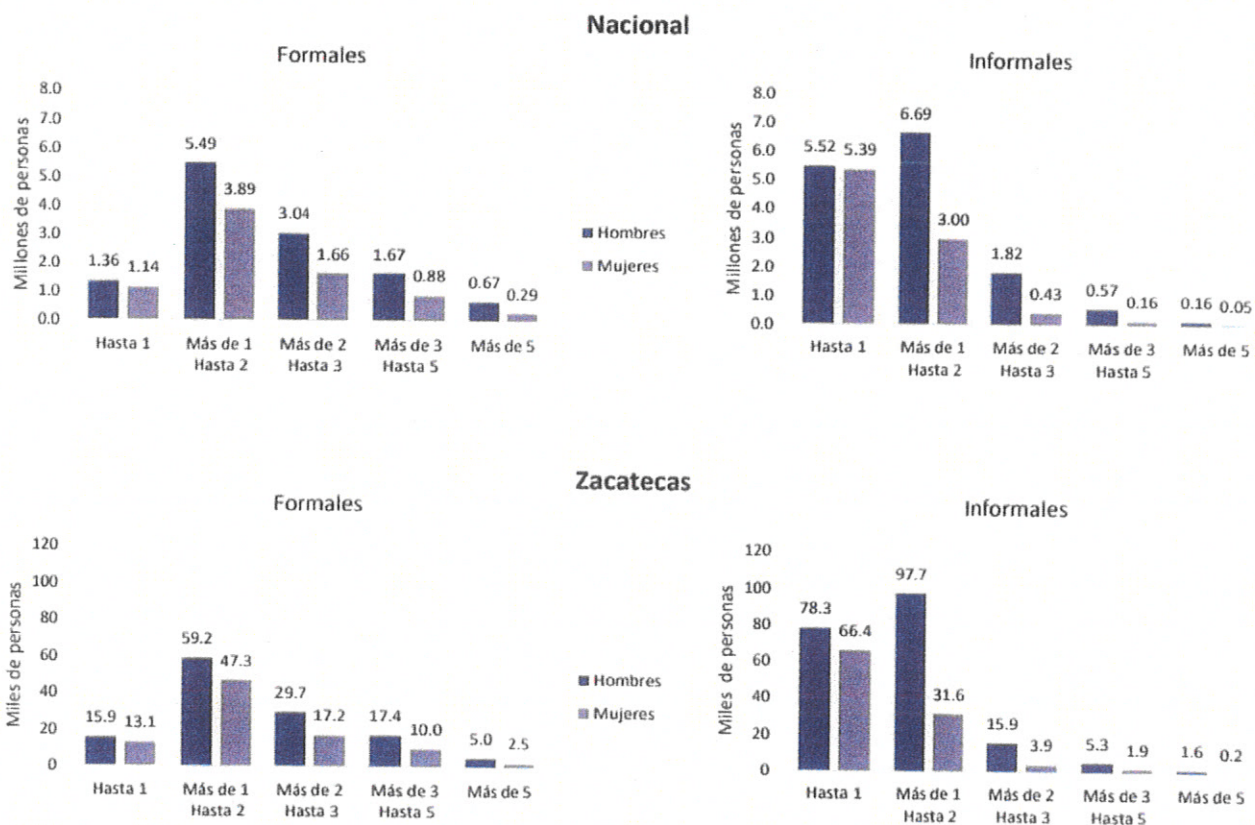 Nacional
Formales
Millones de personas
8.0
7.0
6.0
5.0
4.0
3.0
2.0
1.0
0.0
1.36
1.14
5.49
3.89
3.04
1.66
1.67
0.88
0.67
0.29
Hasta 1
Más de 1
Hasta 2
Más de 2
Hasta 3
Más de 3
Hasta 5
Más de 5
Hombres
Mujeres
Informales
Millones de personas
8.0
7.0
6.0
5.0
4.0
3.0
2.0
1.0
0.0
5.52
5.39
6.69
3.00
1.82
0.43
0.57
0.16
0.16
0.05
Hasta 1
Más de 1
Hasta 2
Más de 2
Hasta 3
Más de 3
Hasta 5
Más de 5
Zacatecas
Formales
Miles de personas
120
100
80
60
40
20
0
15.9
13.1
59.2
47.3
29.7
17.2
17.4
10.0
5.0
2.5
Hasta 1
Más de 1
Hasta 2
Más de 2
Hasta 3
Más de 3
Hasta 5
Más de 5
Hombres
Mujeres
Informales
Miles de personas
120
100
80
60
40
20
0
78.3
66.4
97.7
31.6
15.9
3.9
5.3
1.9
1.6
0.2
Hasta 1
Más de 1
Hasta 2
Más de 2
Hasta 3
Más de 3
Hasta 5
Más de 5